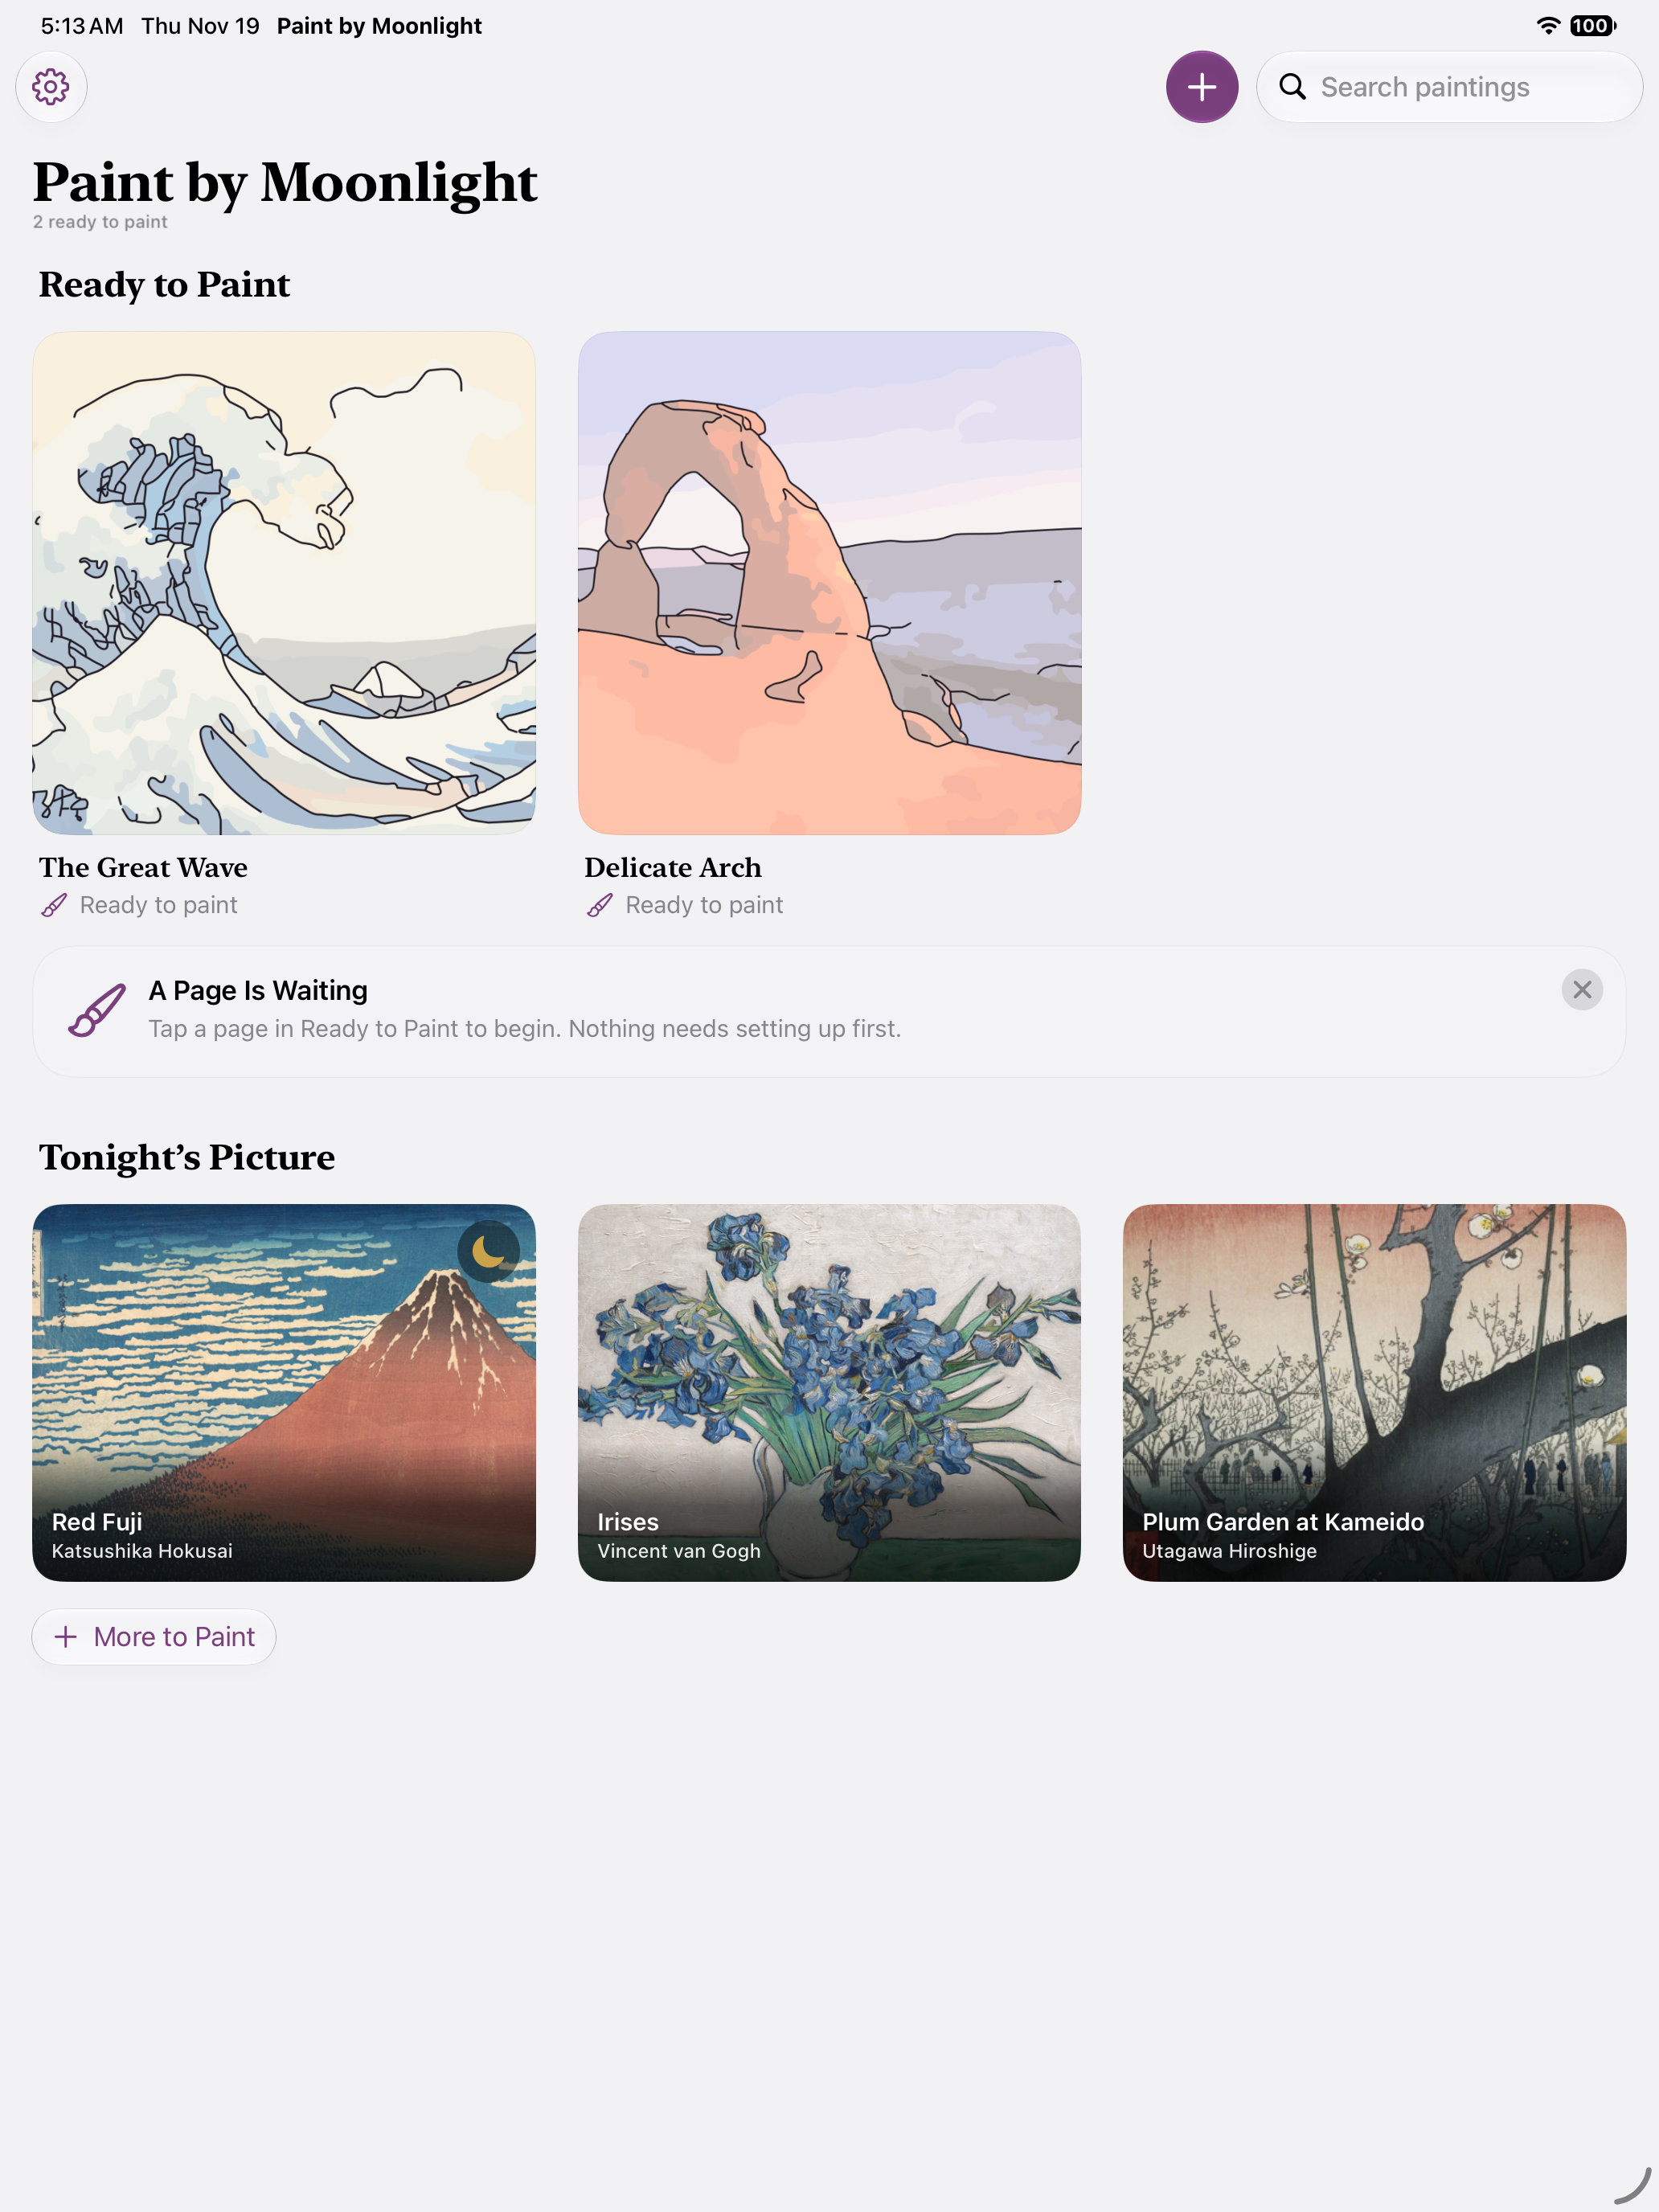 5:13 AM Thu Nov 19 Paint by Moonlight
100
Search paintings
Paint by Moonlight
2 ready to paint
Ready to Paint
The Great Wave
Ready to paint
Delicate Arch
Ready to paint
A Page Is Waiting
Tap a page in Ready to Paint to begin. Nothing needs setting up first.
Tonight’s Picture
Red Fuji
Katsushika Hokusai
Irises
Vincent van Gogh
Plum Garden at Kameido
Utagawa Hiroshige
More to Paint